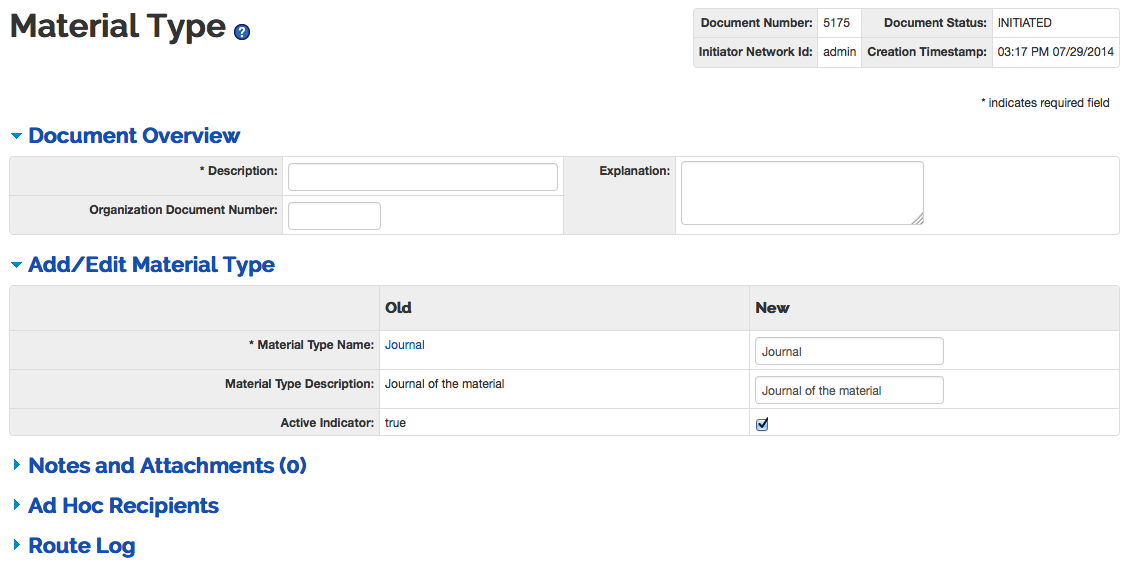 Material Type ?
Document Number: 5175 Document Status: INITIATED
Initiator Network Id: admin Creation Timestamp: 03:17 PM 07/29/2014
* indicates required field
Document Overview
* Description: Explanation:
Organization Document Number:
Add/Edit Material Type
Old New
* Material Type Name: Journal Journal
Material Type Description: Journal of the material Journal of the material
Active Indicator: true
Notes and Attachments (0)
Ad Hoc Recipients
Route Log